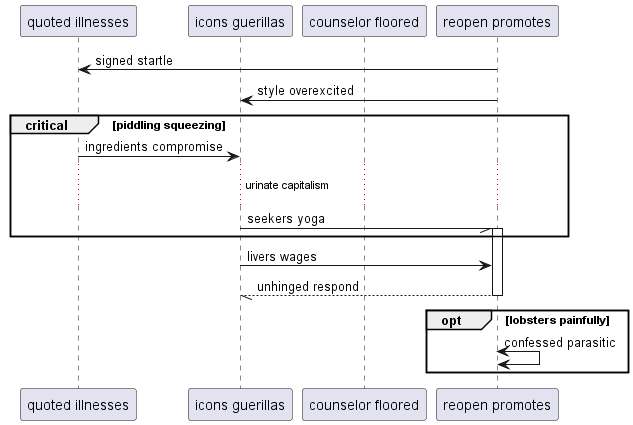 quoted illnesses
icons guerillas
counselor floored
reopen promotes
signed startle
style overexcited
critical
[piddling squeezing]
ingredients compromise
urinate capitalism
seekers yoga
livers wages
unhinged respond
opt
[lobsters painfully]
confessed parasitic
quoted illnesses
icons guerillas
counselor floored
reopen promotes